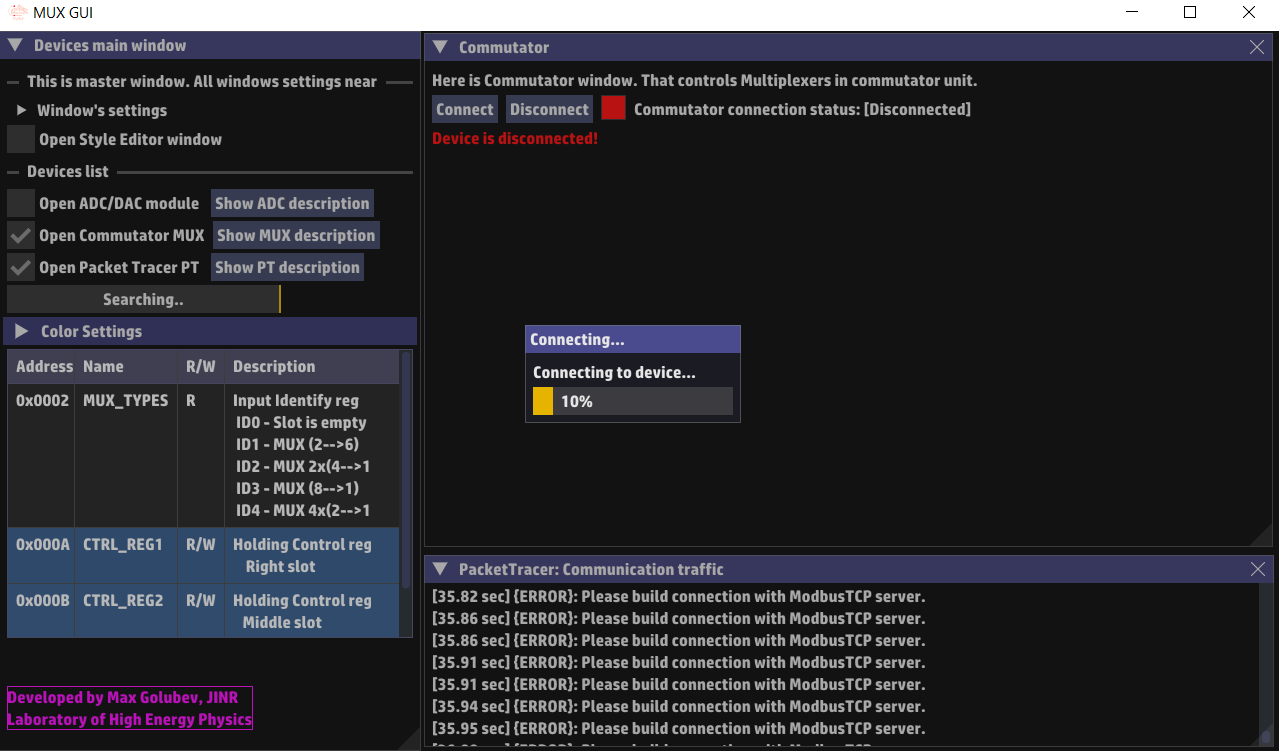 MUX GUI
Devices main window
This is master window. All windows settings near
Window's settings
Open Style Editor window
Devices list
Open ADC/DAC module Show ADC description
Open Commutator MUX Show MUX description
Open Packet Tracer PT Show PT description
Searching..
Color Settings
Address Name R/W Description
0x0002 MUX_TYPES R Input Identify reg
ID0 - Slot is empty
ID1 - MUX (2-->6)
ID2 - MUX 2x(4-->1
ID3 - MUX (8-->1)
ID4 - MUX 4x(2-->1
0x000A CTRL_REG1 R/W Holding Control reg
Right slot
0x000B CTRL_REG2 R/W Holding Control reg
Middle slot
Developed by Max Golubev, JINR
Laboratory of High Energy Physics
Commutator
Here is Commutator window. That controls Multiplexers in commutator unit.
Connect Disconnect Commutator connection status: [Disconnected]
Device is disconnected!
Connecting...
Connecting to device...
10%
PacketTracer: Communication traffic
[35.82 sec] {ERROR}: Please build connection with ModbusTCP server.
[35.86 sec] {ERROR}: Please build connection with ModbusTCP server.
[35.86 sec] {ERROR}: Please build connection with ModbusTCP server.
[35.91 sec] {ERROR}: Please build connection with ModbusTCP server.
[35.91 sec] {ERROR}: Please build connection with ModbusTCP server.
[35.94 sec] {ERROR}: Please build connection with ModbusTCP server.
[35.95 sec] {ERROR}: Please build connection with ModbusTCP server.